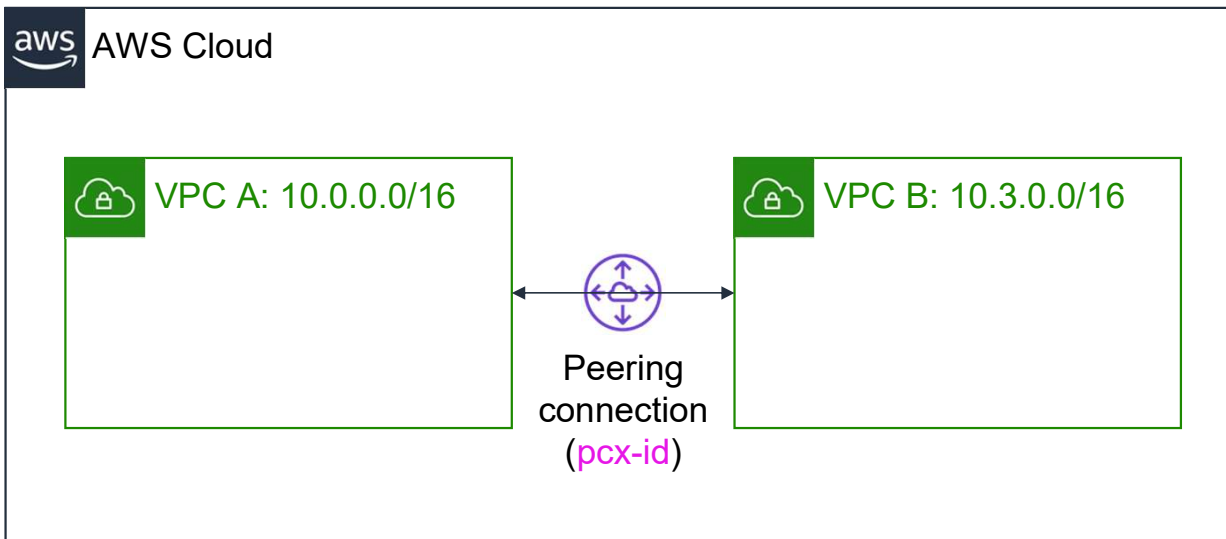 aws
AWS Cloud
VPC A: 10.0.0.0/16
VPC B: 10.3.0.0/16
Peering
connection
(pcx-id)